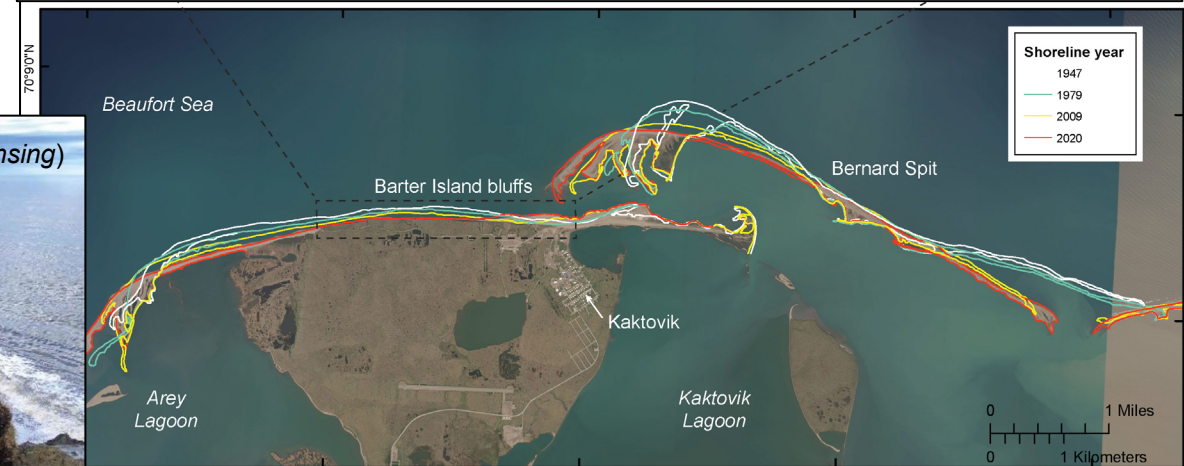 70°9'0"N
Beaufort Sea
nsing)
Shoreline year
1947
1979
2009
2020
Bernard Spit
Barter Island bluffs
Kaktovik
Arey
Lagoon
Kaktovik
Lagoon
0 1 Miles
0 1 Kilometers